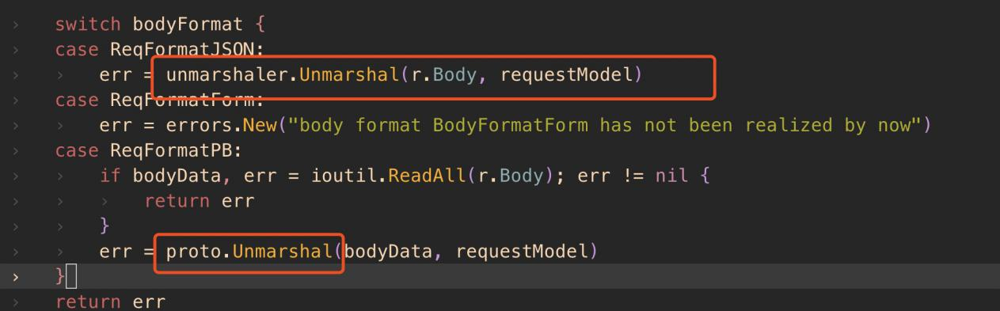 switch bodyFormat {
case ReqFormatJSON:
err = unmarshaler.Unmarshal(r.Body, requestModel)
case ReqFormatForm:
err = errors.New("body format BodyFormatForm has not been realized by now")
case ReqFormatPB:
if bodyData, err = ioutil.ReadAll(r.Body); err != nil {
return err
}
err = proto.Unmarshal(bodyData, requestModel)
}
return err